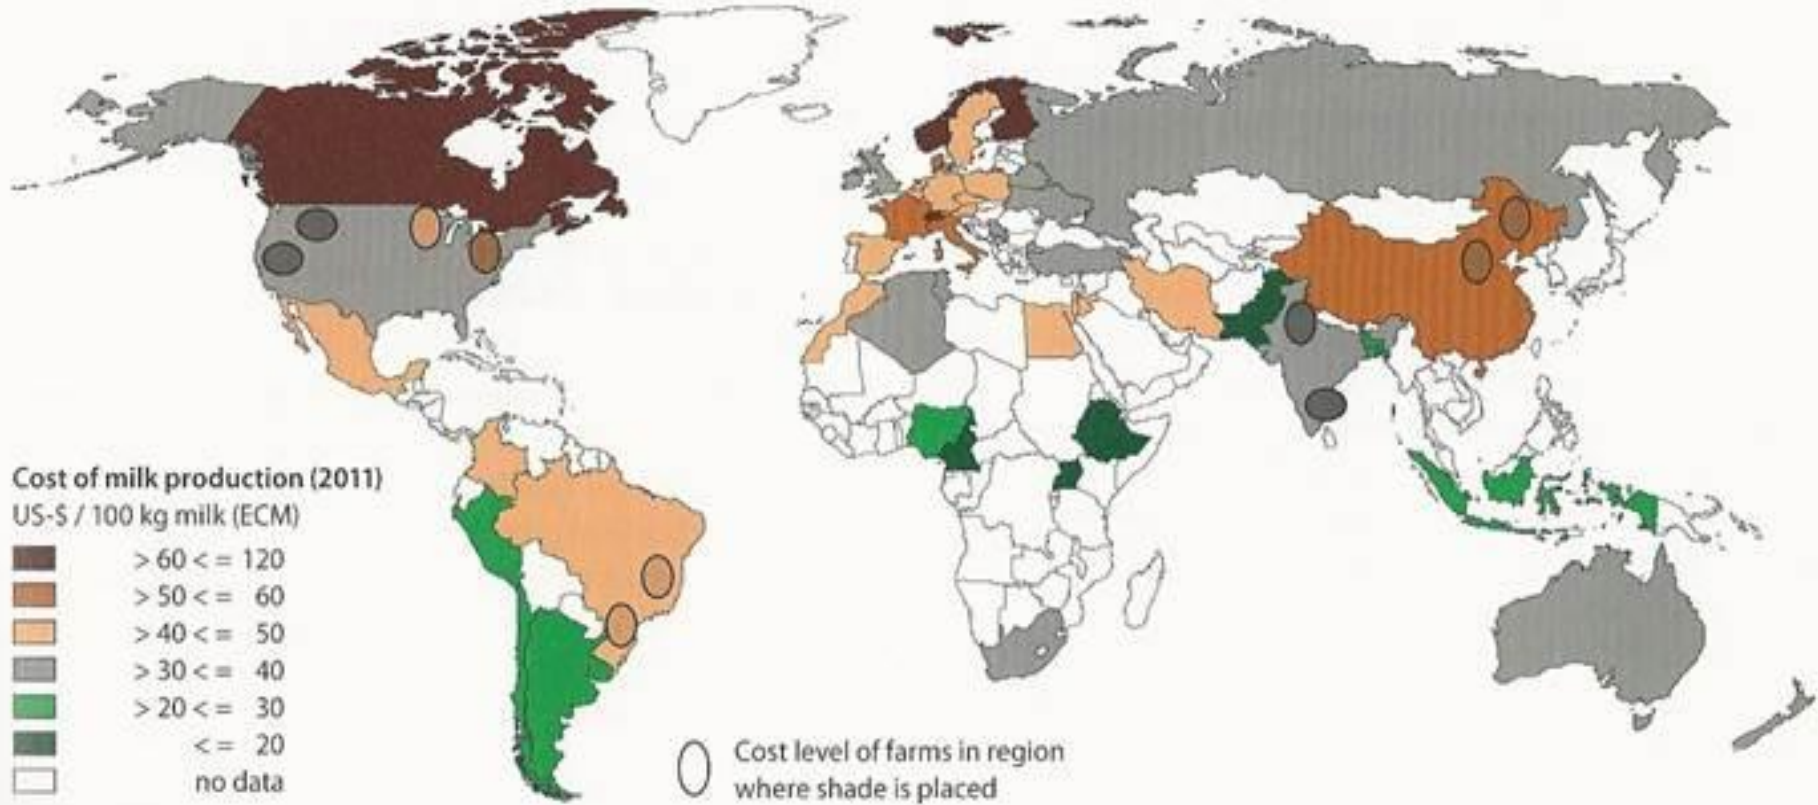 Cost of milk production (2011)
US-$ / 100 kg milk (ECM)
> 60 < = 120
> 50 < = 60
> 40 < = 50
> 30 < = 40
> 20 < = 30
< = 20
no data
Cost level of farms in region
where shade is placed